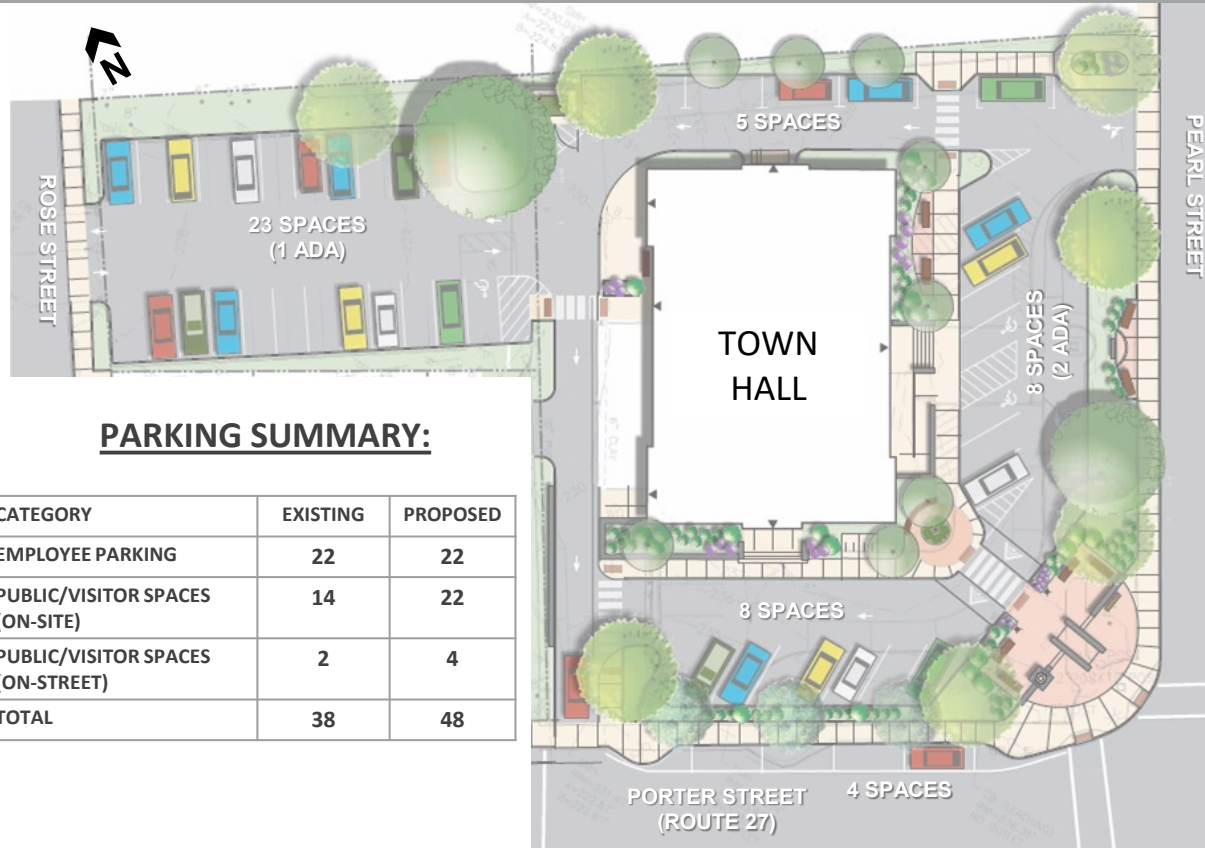 N
5 SPACES
PEARL STREET
ROSE STREET
23 SPACES
(1 ADA)
8 SPACES
(2 ADA)
TOWN
HALL
8 SPACES
4 SPACES
PORTER STREET
(ROUTE 27)
PARKING SUMMARY:
CATEGORY EXISTING PROPOSED
EMPLOYEE PARKING 22 22
PUBLIC/VISITOR SPACES 14 22
(ON-SITE)
PUBLIC/VISITOR SPACES 2 4
(ON-STREET)
TOTAL 38 48